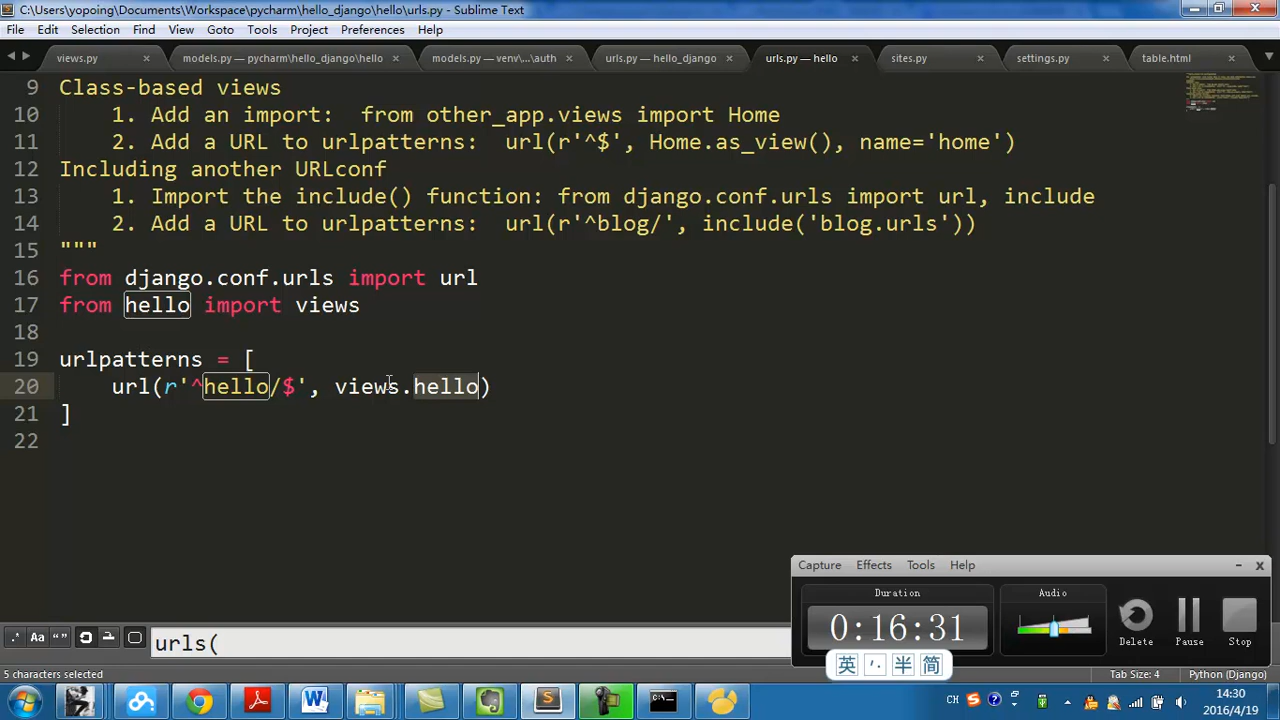 C:\Users\yopoing\Documents\Workspace\pycharm\hello_django\hello\urls.py - Sublime Text
File Edit Selection Find View Goto Tools Project Preferences Help
views.py models.py — pycharm\hello_django\hello models.py — venv\...\auth urls.py — hello_django urls.py — hello sites.py settings.py table.html
9 Class-based views
10 1. Add an import: from other_app.views import Home
11 2. Add a URL to urlpatterns: url(r'^$', Home.as_view(), name='home')
12 Including another URLconf
13 1. Import the include() function: from django.conf.urls import url, include
14 2. Add a URL to urlpatterns: url(r'^blog/', include('blog.urls'))
15 """
16 from django.conf.urls import url
17 from hello import views
18
19 urlpatterns = [
20 url(r'^hello/$', views.hello)
21 ]
22
Capture Effects Tools Help
Duration Audio
0:16:31
Delete Pause Stop
.* Aa “ ” urls(
英 半 简
5 characters selected Tab Size: 4 Python (Django)
CH 14:30
2016/4/19